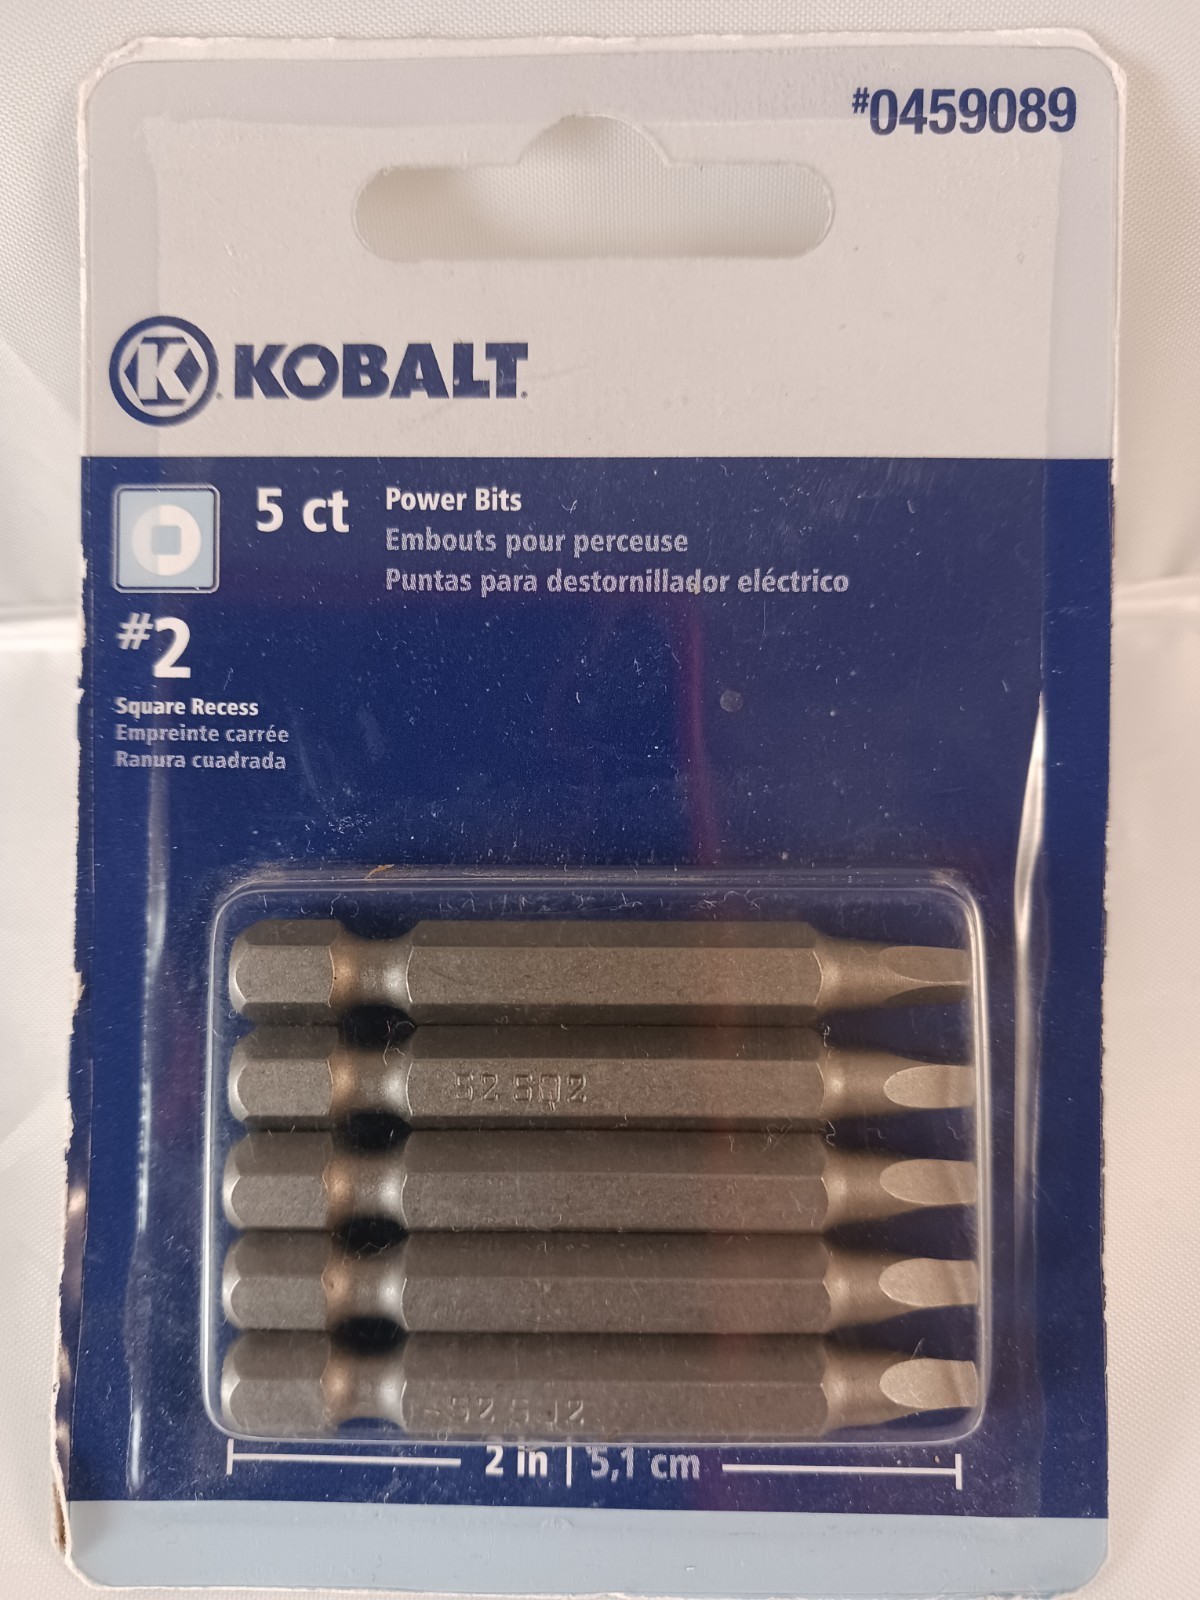 #0459089
K KOBALT
5 ct
Power Bits
Embouts pour perceuse
Puntas para destornillador eléctrico
#2
Square Recess
Empreinte carrée
Ranura cuadrada
S2 SQ2
S2
2 in | 5,1 cm